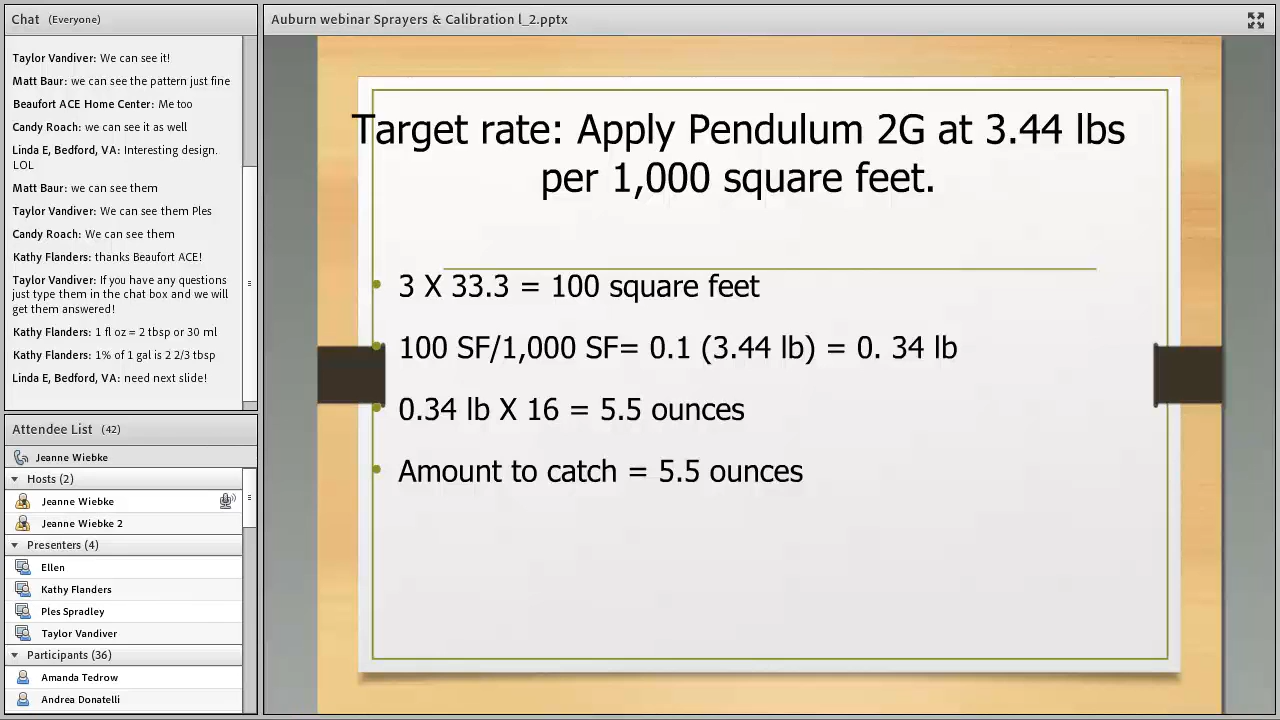 Chat (Everyone)
Taylor Vandiver: We can see it!
Matt Baur: we can see the pattern just fine
Beaufort ACE Home Center: Me too
Candy Roach: we can see it as well
Linda E, Bedford, VA: Interesting design.
LOL
Matt Baur: we can see them
Taylor Vandiver: We can see them Ples
Candy Roach: We can see them
Kathy Flanders: thanks Beaufort ACE!
Taylor Vandiver: If you have any questions
just type them in the chat box and we will
get them answered!
Kathy Flanders: 1 fl oz = 2 tbsp or 30 ml
Kathy Flanders: 1% of 1 gal is 2 2/3 tbsp
Linda E, Bedford, VA: need next slide!
Attendee List (42)
Jeanne Wiebke
Hosts (2)
Jeanne Wiebke
Jeanne Wiebke 2
Presenters (4)
Ellen
Kathy Flanders
Ples Spradley
Taylor Vandiver
Participants (36)
Amanda Tedrow
Andrea Donatelli
Auburn webinar Sprayers & Calibration l_2.pptx
Target rate: Apply Pendulum 2G at 3.44 lbs
per 1,000 square feet.
• 3 X 33.3 = 100 square feet
• 100 SF/1,000 SF= 0.1 (3.44 lb) = 0. 34 lb
• 0.34 lb X 16 = 5.5 ounces
• Amount to catch = 5.5 ounces